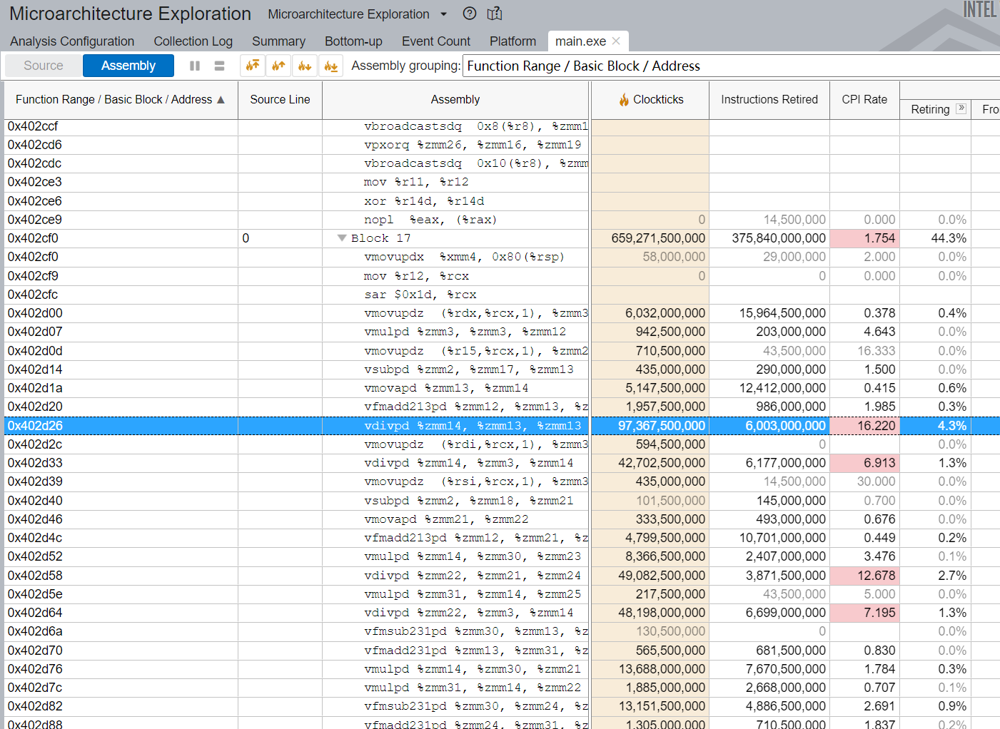 Microarchitecture Exploration Microarchitecture Exploration INTEL
Analysis Configuration Collection Log Summary Bottom-up Event Count Platform main.exe
Source Assembly Assembly grouping: Function Range / Basic Block / Address
Function Range / Basic Block / Address Source Line Assembly Clockticks Instructions Retired CPI Rate
Retiring » Fro
0x402ccf vbroadcastsdq 0x8(%r8), %zmm1
0x402cd6 vpxorq %zmm26, %zmm16, %zmm19
0x402cdc vbroadcastsdq 0x10(%r8), %zmm
0x402ce3 mov %r11, %r12
0x402ce6 xor %r14d, %r14d
0x402ce9 nopl %eax, (%rax) 0 14,500,000 0.000 0.0%
0x402cf0 0 Block 17 659,271,500,000 375,840,000,000 1.754 44.3%
0x402cf0 vmovupdx %xmm4, 0x80(%rsp) 58,000,000 29,000,000 2.000 0.0%
0x402cf9 mov %r12, %rcx 0 0 0.000 0.0%
0x402cfc sar $0x1d, %rcx
0x402d00 vmovupdz (%rdx,%rcx,1), %zmm3 6,032,000,000 15,964,500,000 0.378 0.4%
0x402d07 vmulpd %zmm3, %zmm3, %zmm12 942,500,000 203,000,000 4.643 0.0%
0x402d0d vmovupdz (%r15,%rcx,1), %zmm2 710,500,000 43,500,000 16.333 0.0%
0x402d14 vsubpd %zmm2, %zmm17, %zmm13 435,000,000 290,000,000 1.500 0.0%
0x402d1a vmovapd %zmm13, %zmm14 5,147,500,000 12,412,000,000 0.415 0.6%
0x402d20 vfmadd213pd %zmm12, %zmm13, %z 1,957,500,000 986,000,000 1.985 0.3%
0x402d26 vdivpd %zmm14, %zmm13, %zmm13 97,367,500,000 6,003,000,000 16.220 4.3%
0x402d2c vmovupdz (%rdi,%rcx,1), %zmm3 594,500,000 0 0.0%
0x402d33 vdivpd %zmm14, %zmm3, %zmm14 42,702,500,000 6,177,000,000 6.913 1.3%
0x402d39 vmovupdz (%rsi,%rcx,1), %zmm3 435,000,000 14,500,000 30.000 0.0%
0x402d40 vsubpd %zmm2, %zmm18, %zmm21 101,500,000 145,000,000 0.700 0.0%
0x402d46 vmovapd %zmm21, %zmm22 333,500,000 493,000,000 0.676 0.0%
0x402d4c vfmadd213pd %zmm12, %zmm21, %z 4,799,500,000 10,701,000,000 0.449 0.2%
0x402d52 vmulpd %zmm14, %zmm30, %zmm23 8,366,500,000 2,407,000,000 3.476 0.1%
0x402d58 vdivpd %zmm22, %zmm21, %zmm24 49,082,500,000 3,871,500,000 12.678 2.7%
0x402d5e vmulpd %zmm31, %zmm14, %zmm25 217,500,000 43,500,000 5.000 0.0%
0x402d64 vdivpd %zmm22, %zmm3, %zmm14 48,198,000,000 6,699,000,000 7.195 1.3%
0x402d6a vfmsub231pd %zmm30, %zmm13, %z 130,500,000 0 0.0%
0x402d70 vfmadd231pd %zmm13, %zmm31, %z 565,500,000 681,500,000 0.830 0.0%
0x402d76 vmulpd %zmm14, %zmm30, %zmm21 13,688,000,000 7,670,500,000 1.784 0.3%
0x402d7c vmulpd %zmm31, %zmm14, %zmm22 1,885,000,000 2,668,000,000 0.707 0.1%
0x402d82 vfmsub231pd %zmm30, %zmm24, %z 13,151,500,000 4,886,500,000 2.691 0.9%
0x402d88 vfmadd231pd %zmm24, %zmm31, %z 1,305,000,000 710,500,000 1.837 0.2%